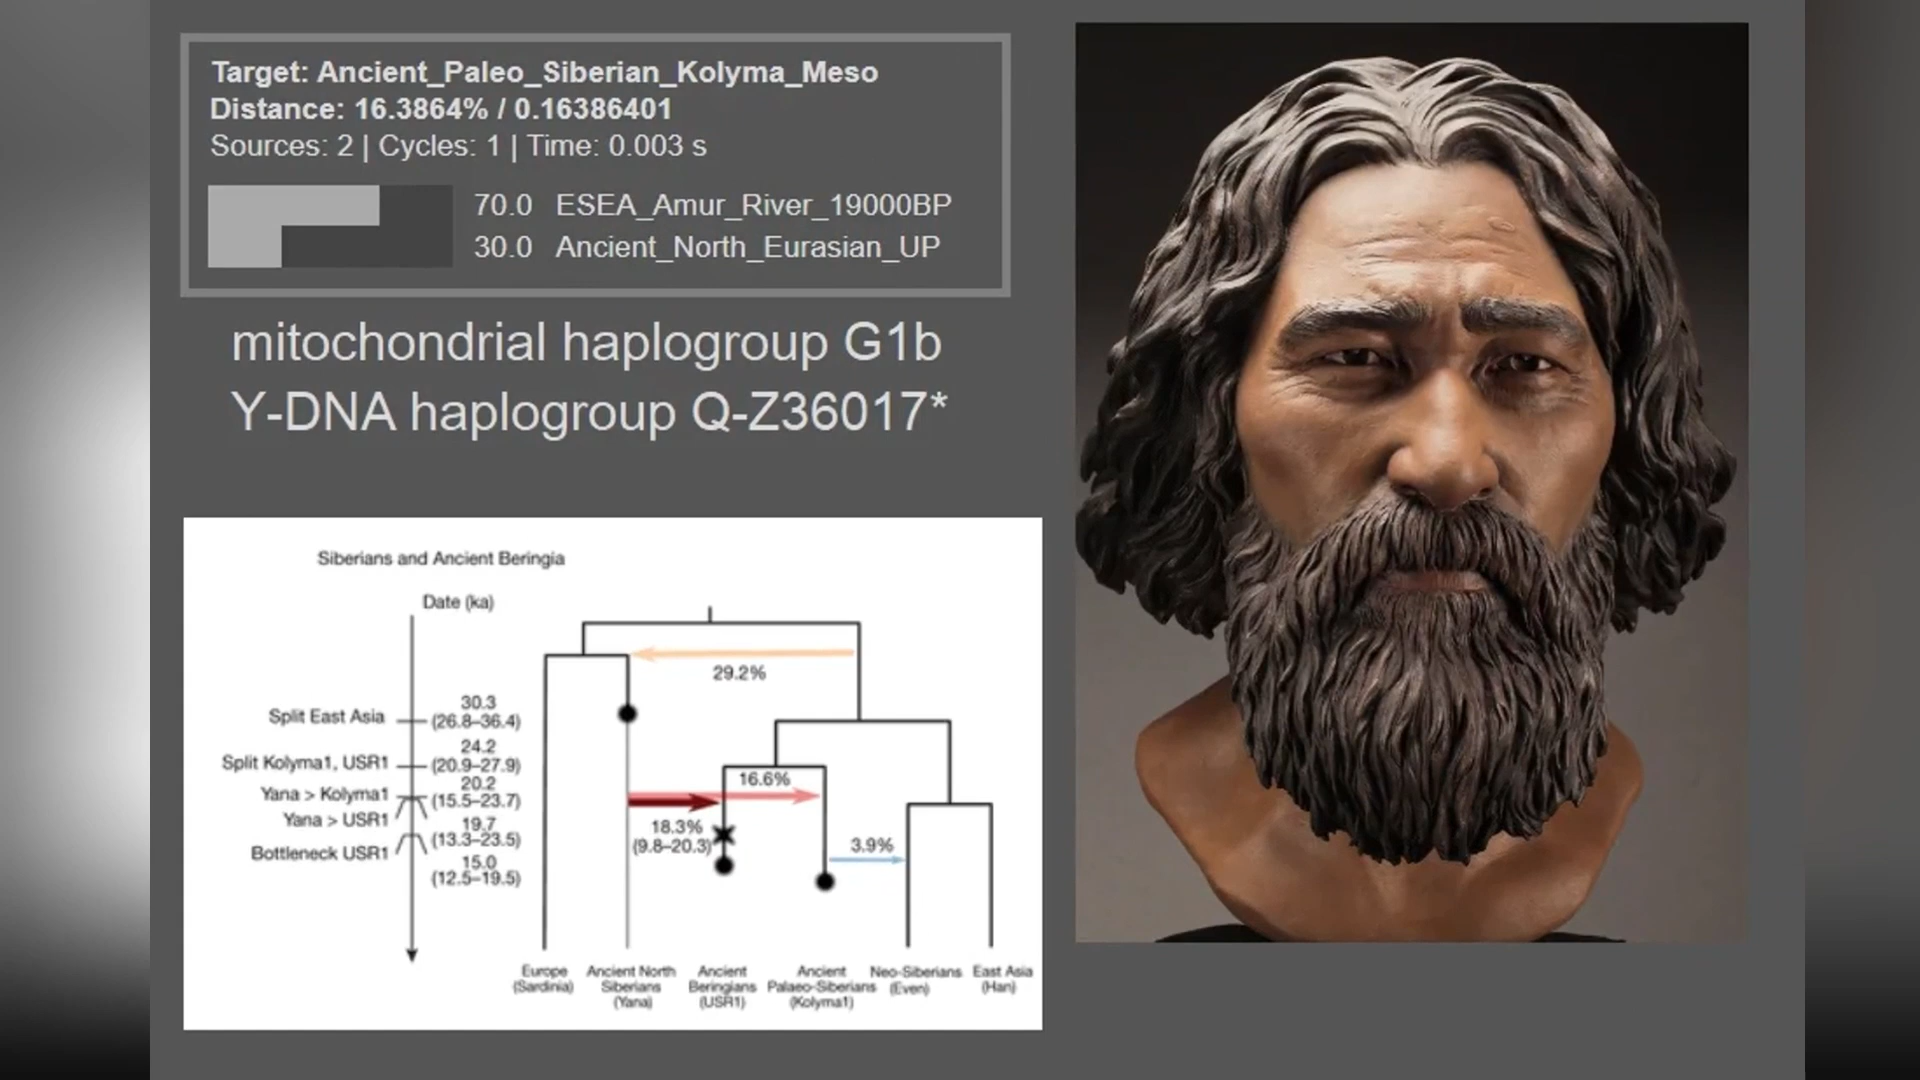 Target: Ancient_Paleo_Siberian_Kolyma_Meso
Distance: 16.3864% / 0.16386401
Sources: 2 | Cycles: 1 | Time: 0.003 s
70.0 ESEA_Amur_River_19000BP
30.0 Ancient_North_Eurasian_UP
mitochondrial haplogroup G1b
Y-DNA haplogroup Q-Z36017*
Siberians and Ancient Beringia
Date (ka)
29.2%
Split East Asia
30.3
(26.8–36.4)
Split Kolyma1, USR1
24.2
(20.9–27.9)
Yana > Kolyma1
20.2
(15.5–23.7)
Yana > USR1
19.7
(13.3–23.5)
Bottleneck USR1
15.0
(12.5–19.5)
16.6%
18.3%
(9.8–20.3)
3.9%
Europe
(Sardinia)
Ancient North
Siberians
(Yana)
Ancient
Beringians
(USR1)
Ancient
Palaeo-Siberians
(Kolyma1)
Neo-Siberians
(Even)
East Asia
(Han)